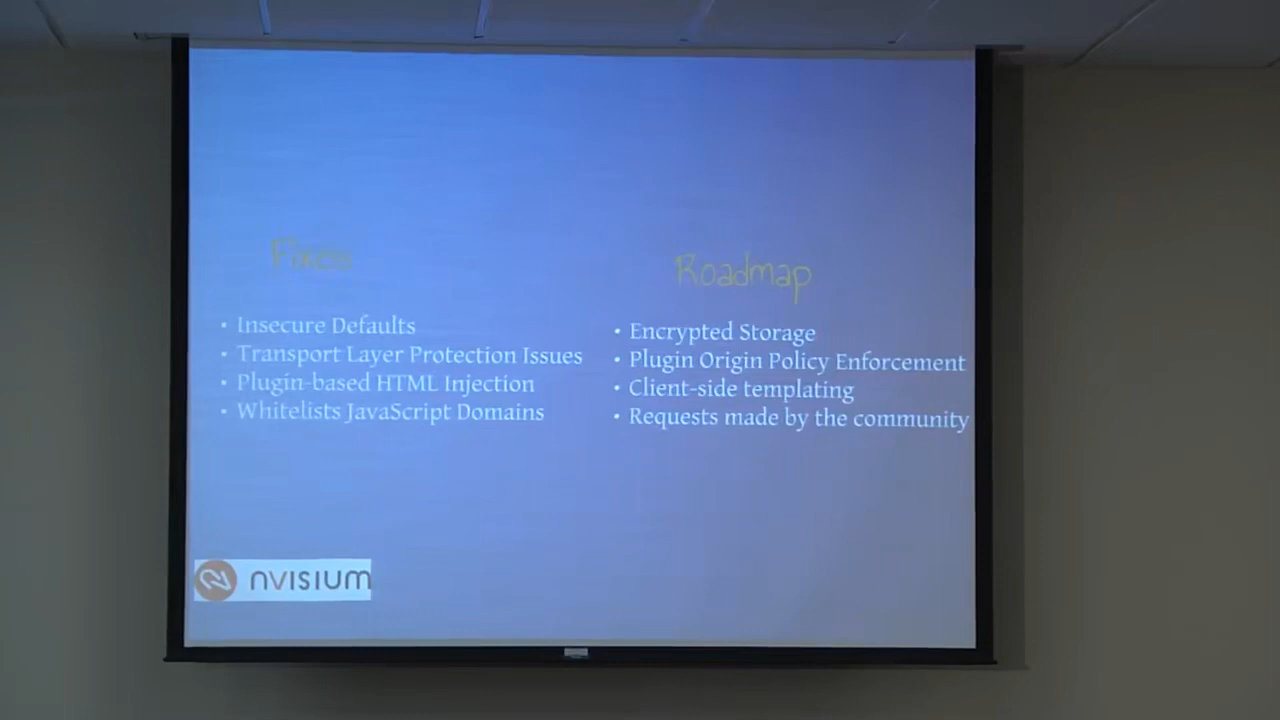 Fixes
• Insecure Defaults
• Transport Layer Protection Issues
• Plugin-based HTML Injection
• Whitelists JavaScript Domains
Roadmap
• Encrypted Storage
• Plugin Origin Policy Enforcement
• Client-side templating
• Requests made by the community
nVISIUM